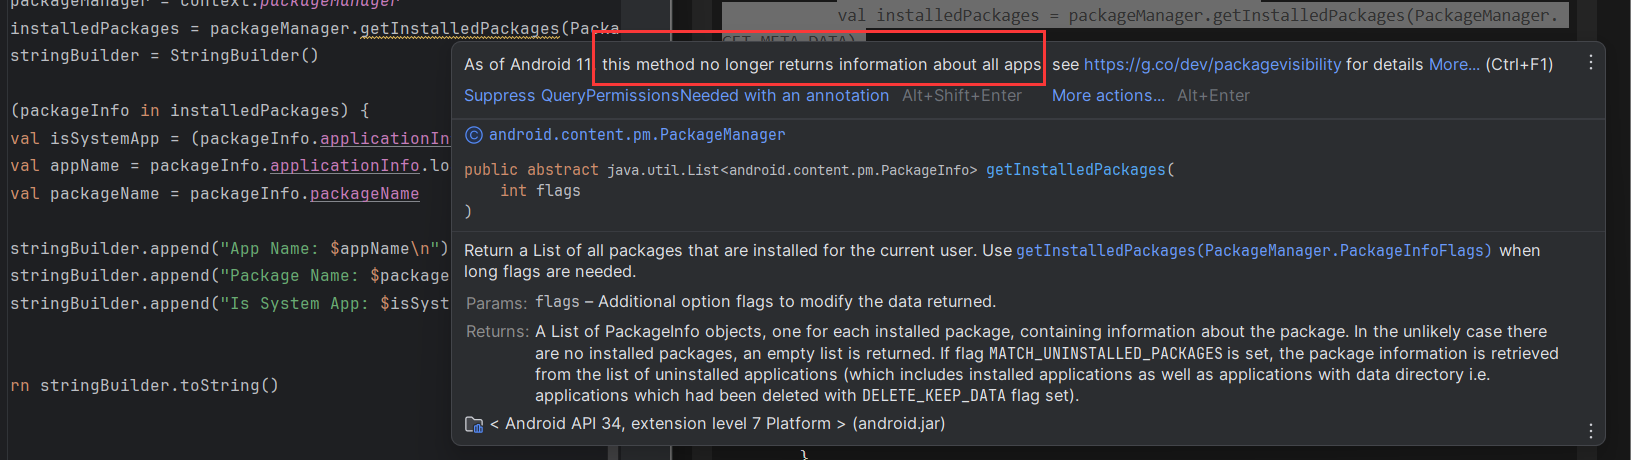 packageManager = context.packageManager
installedPackages = packageManager.getInstalledPackages(Packa
stringBuilder = StringBuilder()
(packageInfo in installedPackages) {
val isSystemApp = (packageInfo.applicationIn
val appName = packageInfo.applicationInfo.lo
val packageName = packageInfo.packageName
stringBuilder.append("App Name: $appName\n")
stringBuilder.append("Package Name: $package
stringBuilder.append("Is System App: $isSyst
rn stringBuilder.toString()
val installedPackages = packageManager.getInstalledPackages(PackageManager.
GET_META_DATA)
As of Android 11, this method no longer returns information about all apps; see https://g.co/dev/packagevisibility for details More... (Ctrl+F1)
Suppress QueryPermissionsNeeded with an annotation Alt+Shift+Enter More actions... Alt+Enter
android.content.pm.PackageManager
public abstract java.util.List<android.content.pm.PackageInfo> getInstalledPackages(
int flags
)
Return a List of all packages that are installed for the current user. Use getInstalledPackages(PackageManager.PackageInfoFlags) when
long flags are needed.
Params: flags – Additional option flags to modify the data returned.
Returns: A List of PackageInfo objects, one for each installed package, containing information about the package. In the unlikely case there
are no installed packages, an empty list is returned. If flag MATCH_UNINSTALLED_PACKAGES is set, the package information is retrieved
from the list of uninstalled applications (which includes installed applications as well as applications with data directory i.e.
applications which had been deleted with DELETE_KEEP_DATA flag set).
< Android API 34, extension level 7 Platform > (android.jar)
}